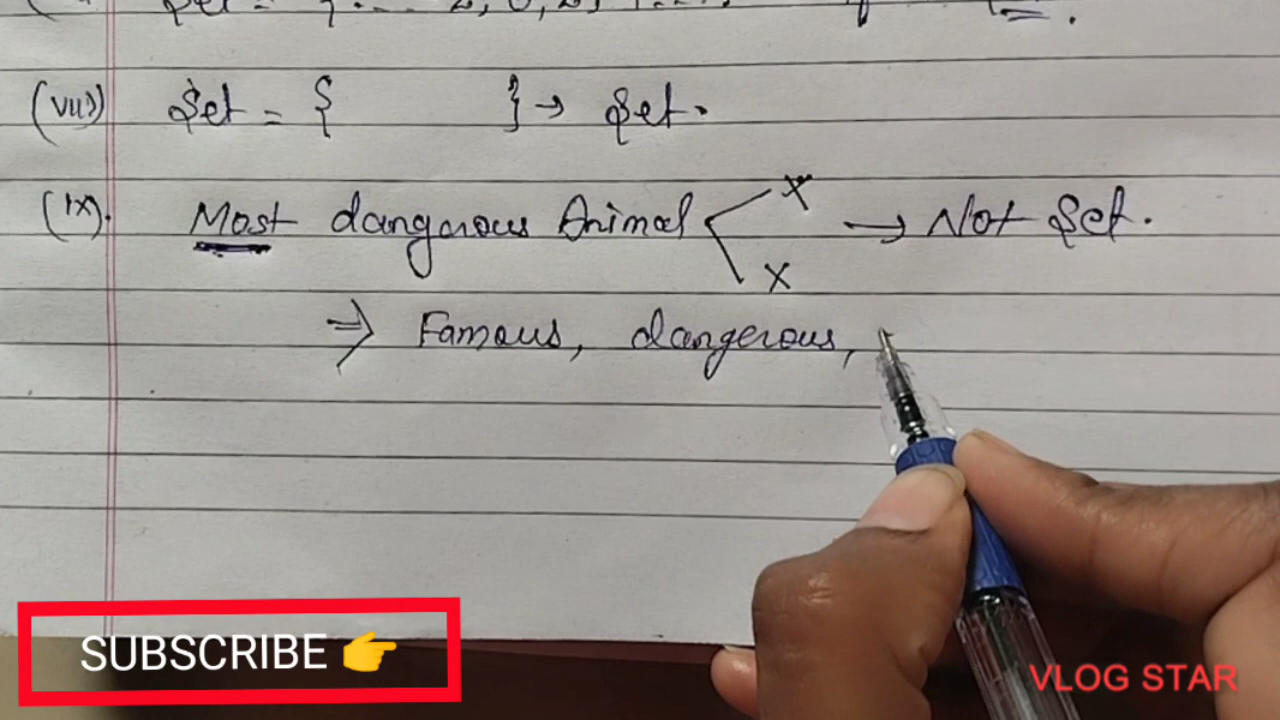 (viii) Set = {          } → Set.
(ix). Most dangerous Animal < x x → Not Set.
⇒ Famous, dangerous,
SUBSCRIBE 👉
VLOG STAR